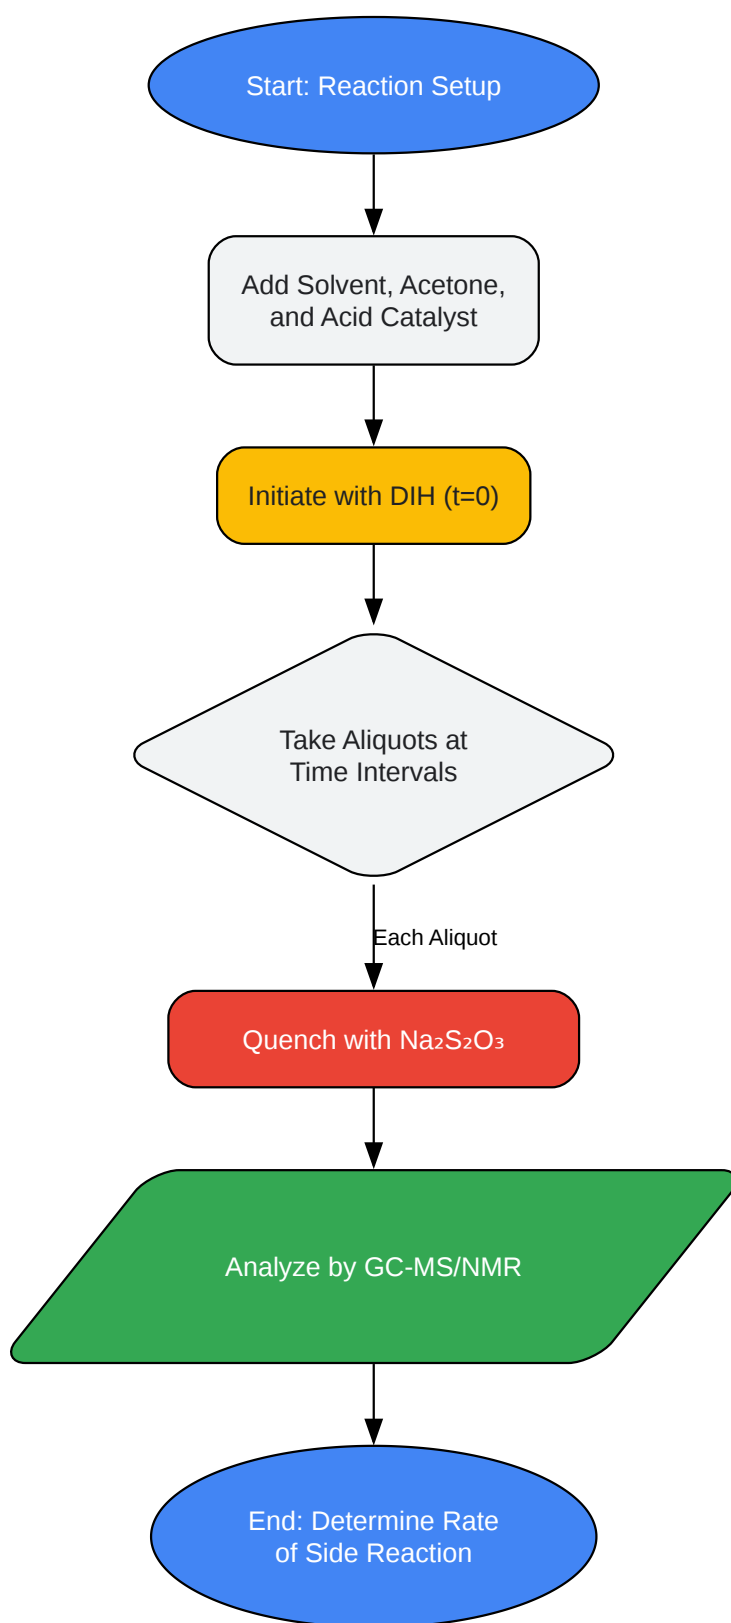 Start: Reaction Setup
Add Solvent, Acetone,
and Acid Catalyst
Initiate with DIH (t=0)
Take Aliquots at
Time Intervals
Each Aliquot
Quench with Na₂S₂O₃
Analyze by GC-MS/NMR
End: Determine Rate
of Side Reaction